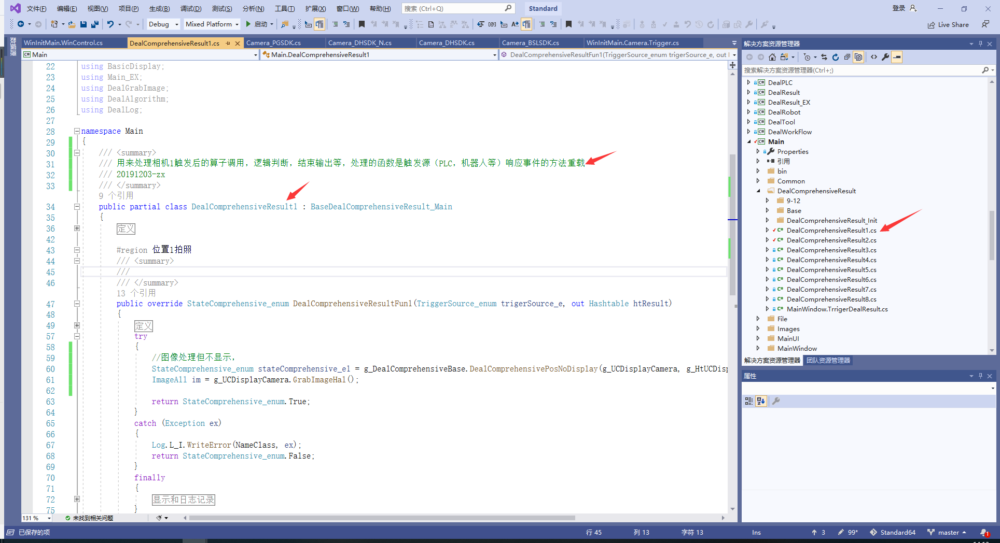 文件(F) 编辑(E) 视图(V) 项目(P) 生成(B) 调试(D) 测试(S) 分析(N) 工具(T) 扩展(X) 窗口(W) 帮助(H) 搜索 (Ctrl+Q) Standard 登录
Debug Mixed Platform 启动 Live Share
WinInitMain.WinControl.cs DealComprehensiveResult1.cs Camera_PGSDK.cs Camera_DHSDK_N.cs Camera_DHSDK.cs Camera_BSLSDK.cs WinInitMain.Camera.Trigger.cs
Main Main.DealComprehensiveResult1 DealComprehensiveResultFun1(TriggerSource_enum trigerSource_e, out
22 using BasicDisplay;
23 using Main_EX;
24 using DealGrabImage;
25 using DealAlgorithm;
26 using DealLog;
27
28 namespace Main
29 {
30 /// <summary>
31 /// 用来处理相机1触发后的算子调用，逻辑判断，结束输出等，处理的函数是触发源（PLC，机器人等）响应事件的方法重载
32 /// 20191203-zx
33 /// </summary>
9 个引用
34 public partial class DealComprehensiveResult1 : BaseDealComprehensiveResult_Main
35 {
36 定义
42
43 #region 位置1拍照
44 /// <summary>
45 ///
46 /// </summary>
13 个引用
47 public override StateComprehensive_enum DealComprehensiveResultFun1(TriggerSource_enum trigerSource_e, out Hashtable htResult)
48 {
49 定义
57 try
58 {
59 //图像处理但不显示，
60 StateComprehensive_enum stateComprehensive_e1 = g_DealComprehensiveBase.DealComprehensivePosNoDisplay(g_UCDisplayCamera, g_HtUCDisp
61 ImageAll im = g_UCDisplayCamera.GrabImageHal();
62
63 return StateComprehensive_enum.True;
64 }
65 catch (Exception ex)
66 {
67 Log.L_I.WriteError(NameClass, ex);
68 return StateComprehensive_enum.False;
69 }
70 finally
71 {
72 显示和日志记录
75 }
131 % 未找到相关问题
解决方案资源管理器
搜索解决方案资源管理器(Ctrl+;)
DealPLC
DealResult
DealResult_EX
DealRobot
DealTool
DealWorkFlow
Main
Properties
引用
bin
Common
DealComprehensiveResult
9-12
Base
DealComprehensiveResult_Init
DealComprehensiveResult1.cs
DealComprehensiveResult2.cs
DealComprehensiveResult3.cs
DealComprehensiveResult4.cs
DealComprehensiveResult5.cs
DealComprehensiveResult6.cs
DealComprehensiveResult7.cs
DealComprehensiveResult8.cs
MainWindow.TrrigerDealResult.cs
File
Images
MainUI
MainWindow
解决方案资源管理器 团队资源管理器
属性
已保存的项 行 45 列 13 字符 13 Ins 3 99* Standard64 master 1